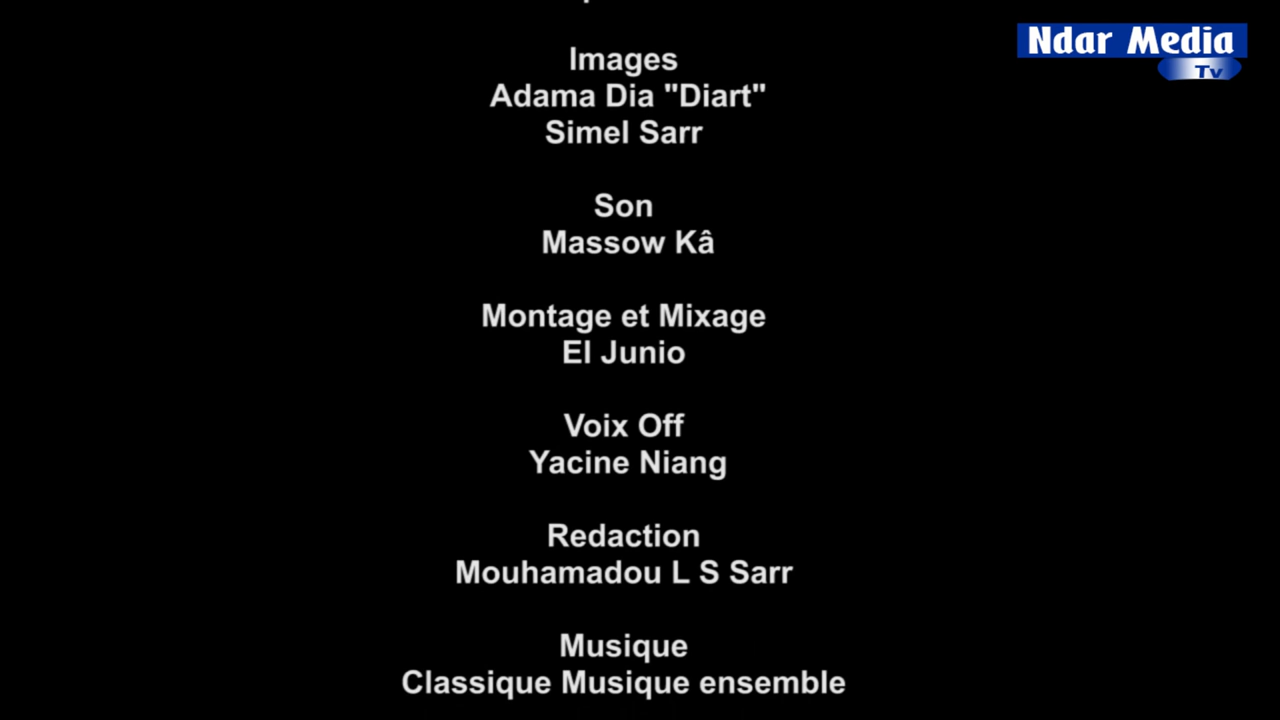 Ndar Media
Tv
Images
Adama Dia "Diart"
Simel Sarr
Son
Massow Kâ
Montage et Mixage
El Junio
Voix Off
Yacine Niang
Redaction
Mouhamadou L S Sarr
Musique
Classique Musique ensemble